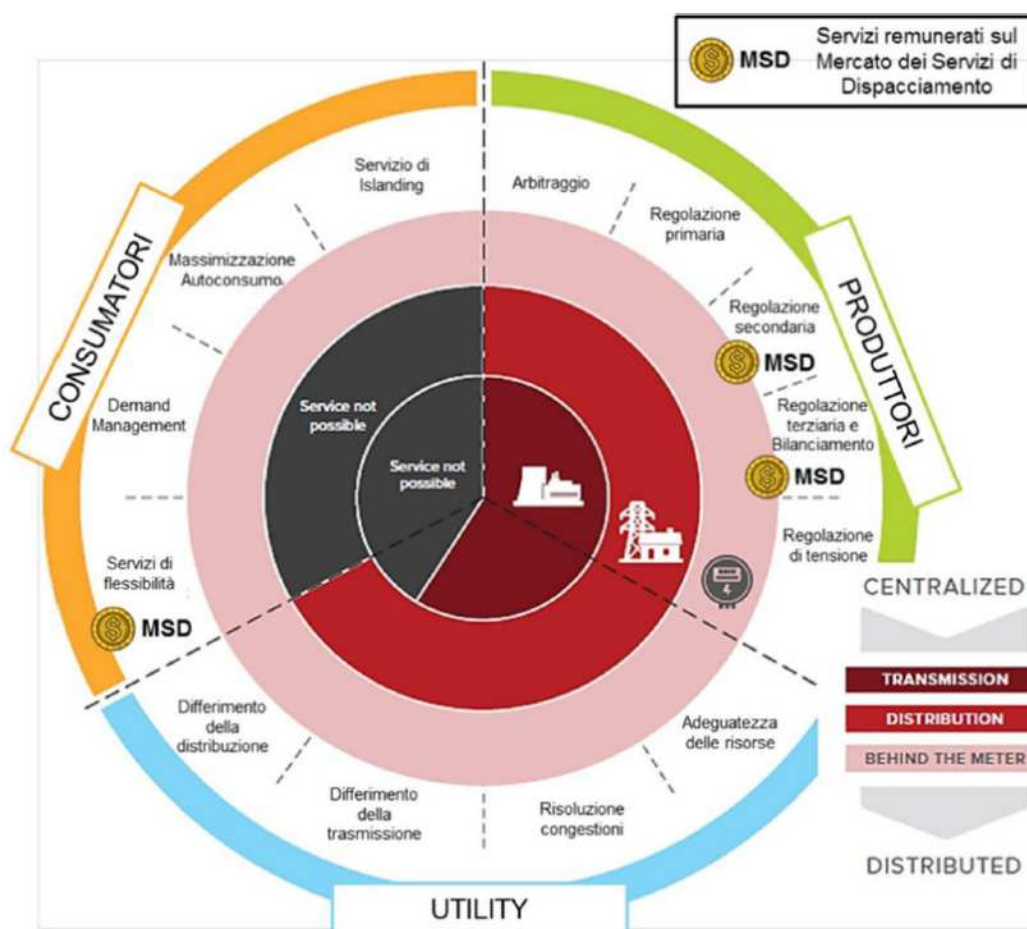 MSD
Servizi remunerati sul
Mercato dei Servizi di
Dispacciamento
Servizio di
Islanding
Arbitraggio
Regolazione
primaria
Massimizzazione
Autoconsumo
Regolazione
secondaria
MSD
CONSUMATORI
PRODUTTORI
Demand
Management
Service not
possible
Service not
possible
Regolazione
terziaria e
Bilanciamento
MSD
Regolazione
di tensione
Servizi di
flessibilità
MSD
CENTRALIZED
TRANSMISSION
DISTRIBUTION
BEHIND THE METER
DISTRIBUTED
Differimento
della
distribuzione
Adeguatezza
delle risorse
Differimento
della
trasmissione
Risoluzione
congestioni
UTILITY